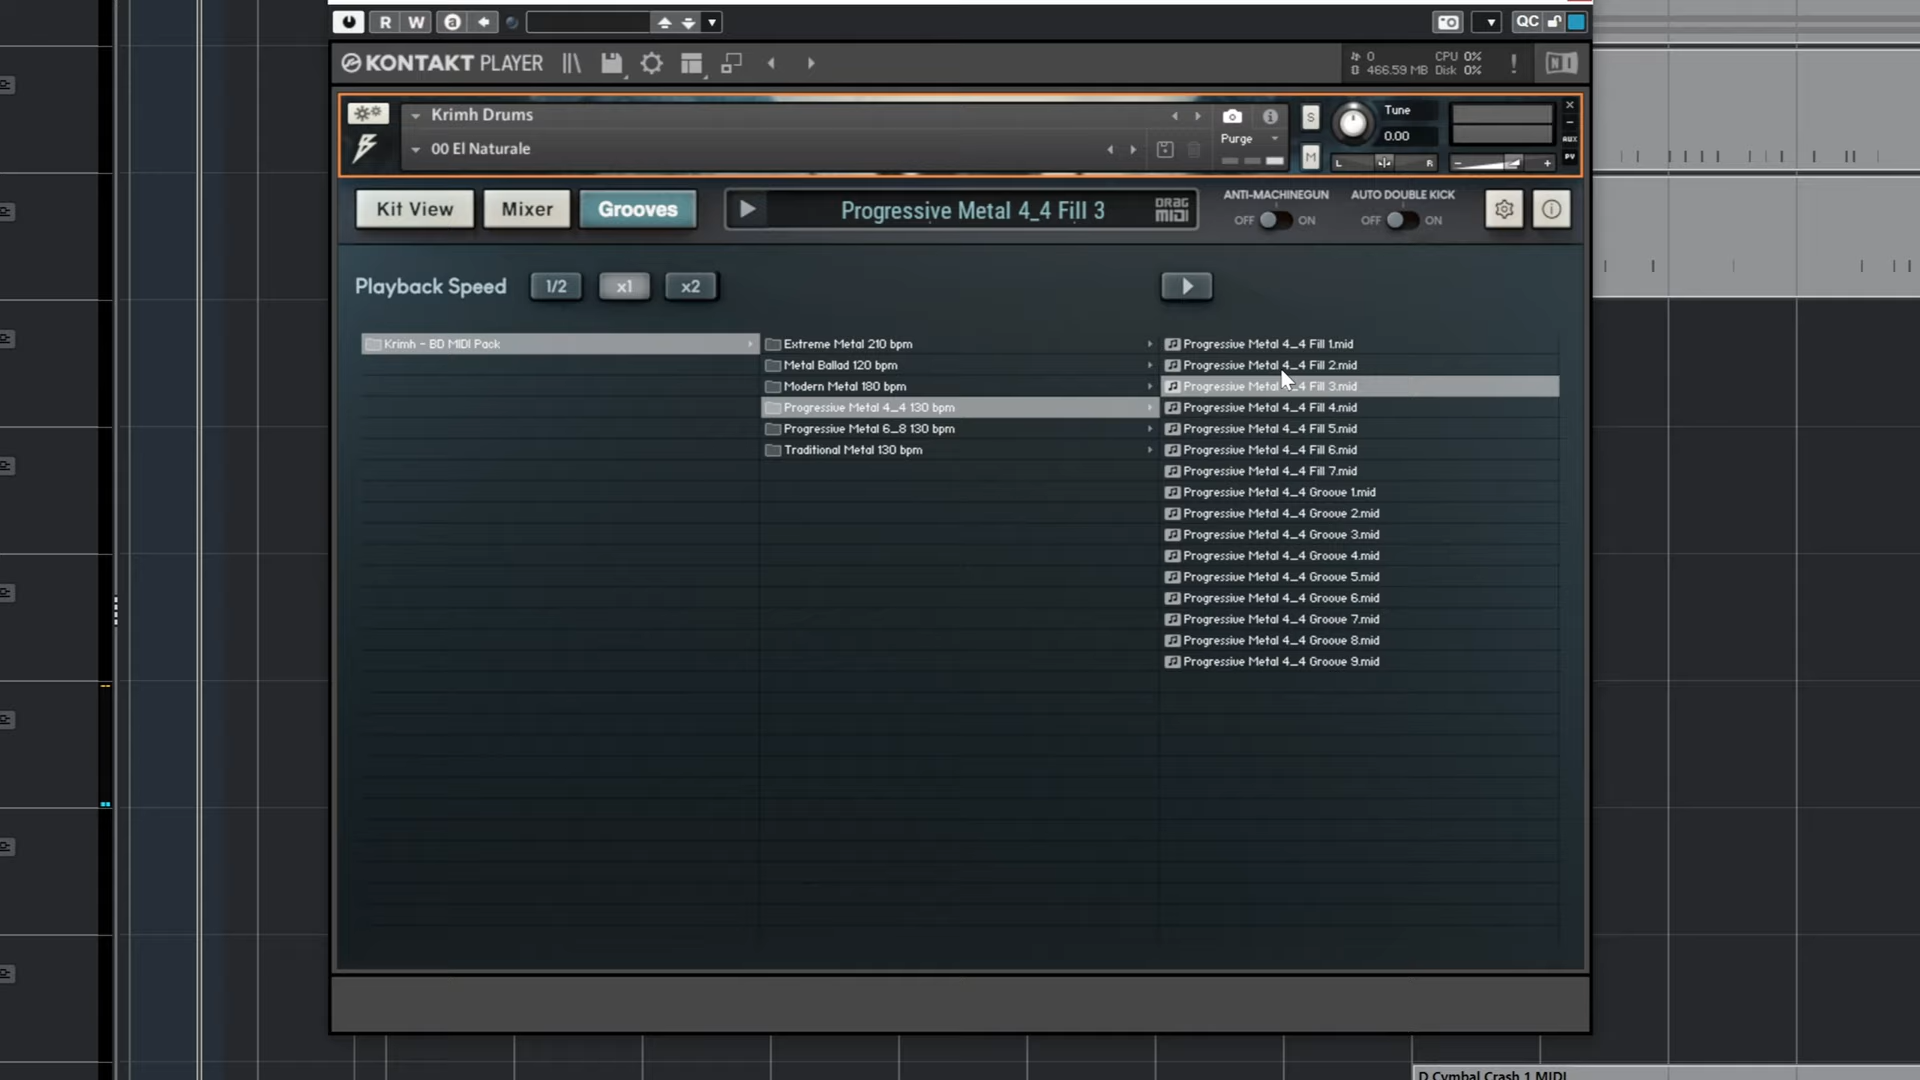 R W a QC
KONTAKT PLAYER
0
466.59 MB
CPU 0%
Disk 0%
! NI
Krimh Drums
00 El Naturale
Purge
S
M
Tune
0.00
L R
- +
AUX
PV
Kit View
Mixer
Grooves
Progressive Metal 4_4 Fill 3
DRAG MIDI
ANTI-MACHINEGUN
OFF ON
AUTO DOUBLE KICK
OFF ON
Playback Speed
1/2
x1
x2
Krimh - BD MIDI Pack
Extreme Metal 210 bpm
Metal Ballad 120 bpm
Modern Metal 180 bpm
Progressive Metal 4_4 130 bpm
Progressive Metal 6_8 130 bpm
Traditional Metal 130 bpm
Progressive Metal 4_4 Fill 1.mid
Progressive Metal 4_4 Fill 2.mid
Progressive Metal 4_4 Fill 3.mid
Progressive Metal 4_4 Fill 4.mid
Progressive Metal 4_4 Fill 5.mid
Progressive Metal 4_4 Fill 6.mid
Progressive Metal 4_4 Fill 7.mid
Progressive Metal 4_4 Groove 1.mid
Progressive Metal 4_4 Groove 2.mid
Progressive Metal 4_4 Groove 3.mid
Progressive Metal 4_4 Groove 4.mid
Progressive Metal 4_4 Groove 5.mid
Progressive Metal 4_4 Groove 6.mid
Progressive Metal 4_4 Groove 7.mid
Progressive Metal 4_4 Groove 8.mid
Progressive Metal 4_4 Groove 9.mid
D Cymbal Crash 1 MIDI